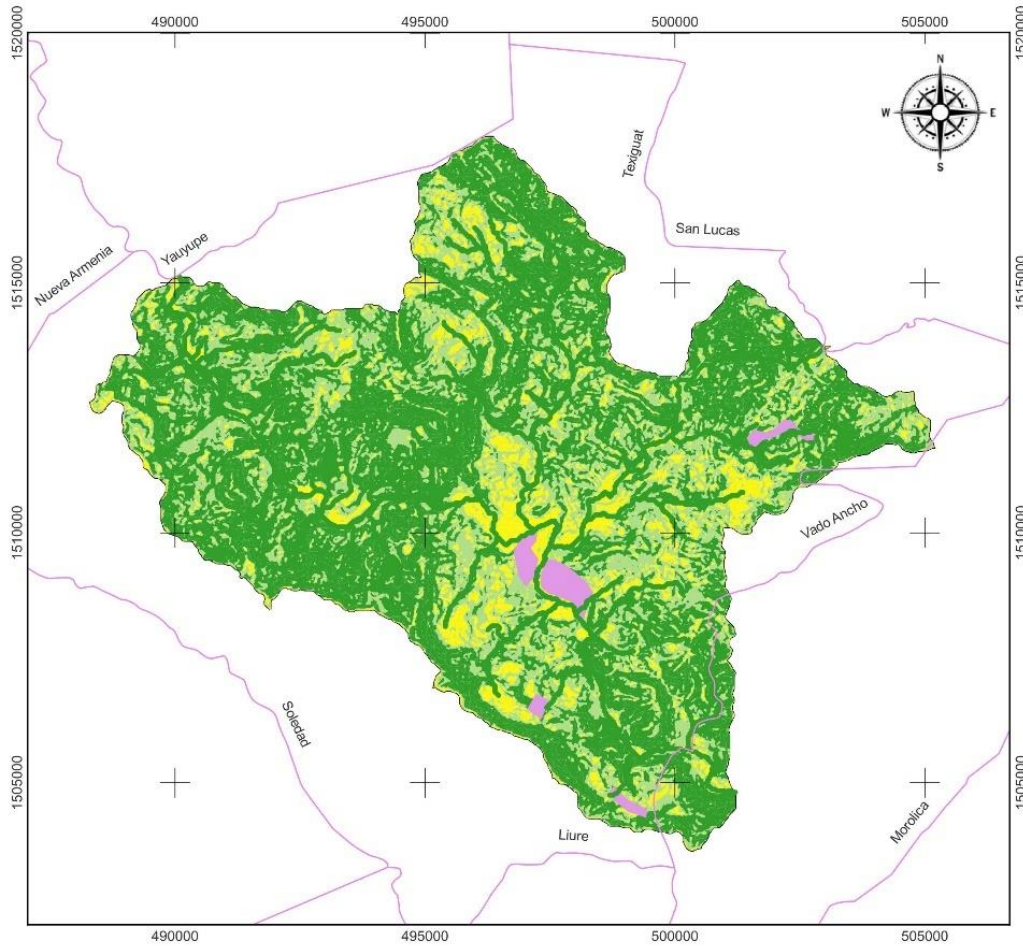 490000
495000
500000
505000
1520000
1520000
N
W
E
S
Texiguat
San Lucas
Yauyupe
Nueva Armenia
1515000
1515000
Vado Ancho
1510000
1510000
Soledad
1505000
1505000
Morolica
Liure
490000
495000
500000
505000